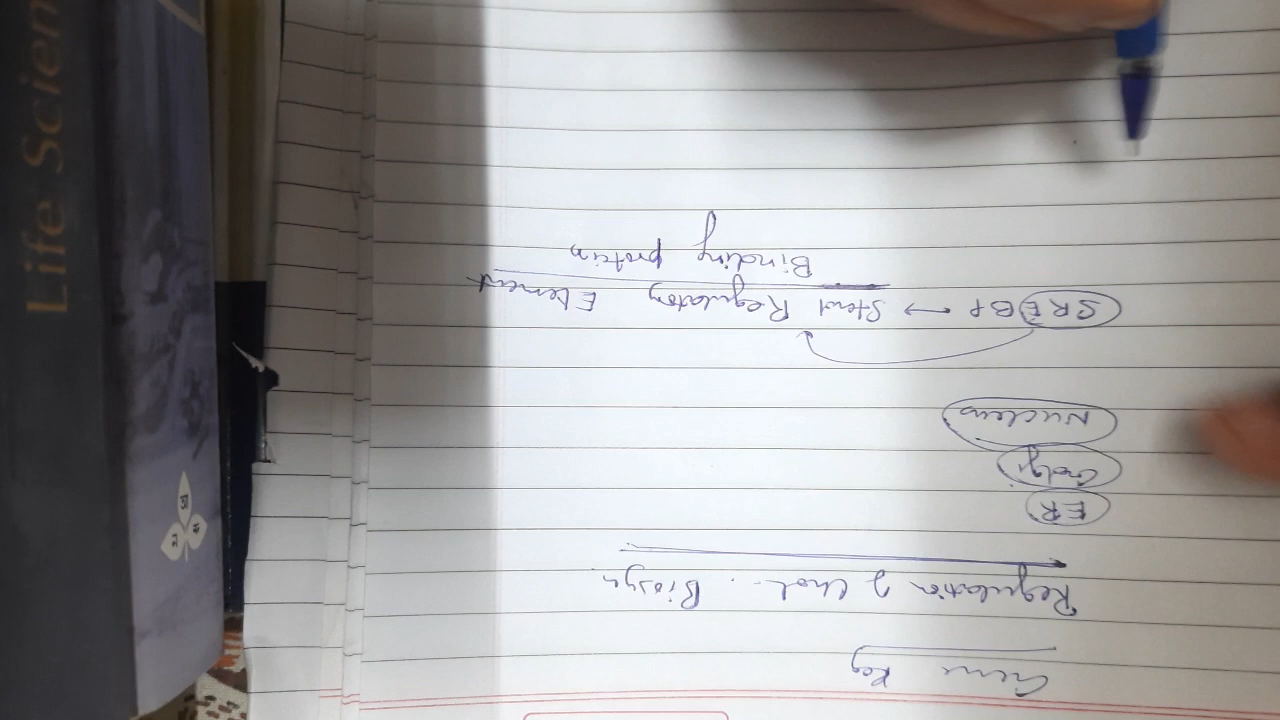 Gene Reg
Regulation of Chol. Biosyn
ER
Golgi
Nucleus
SREBP → Sterol Regulatory Element
Binding protein
Life Scien